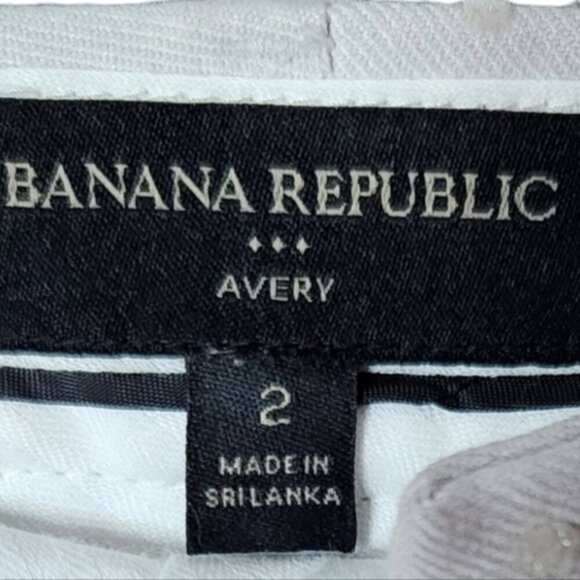 BANANA REPUBLIC
AVERY
2
MADE IN
SRI LANKA